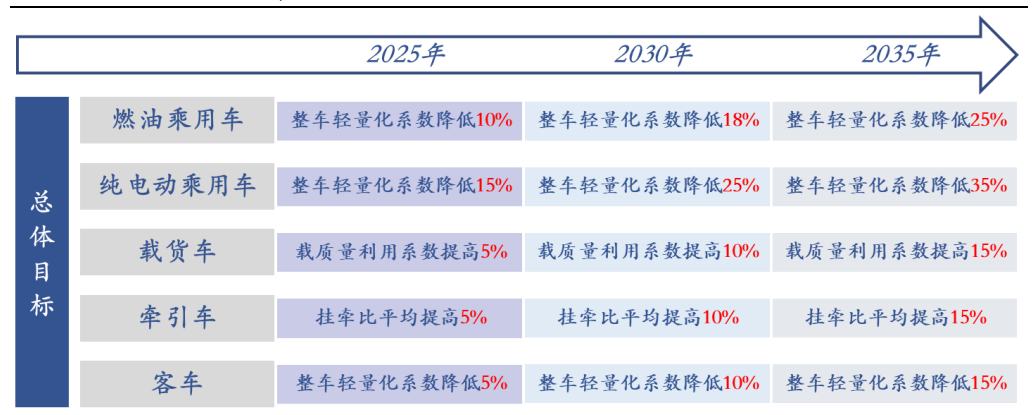 2025年 2030年 2035年
总体目标
燃油乘用车 整车轻量化系数降低10% 整车轻量化系数降低18% 整车轻量化系数降低25%
纯电动乘用车 整车轻量化系数降低15% 整车轻量化系数降低25% 整车轻量化系数降低35%
载货车 载质量利用系数提高5% 载质量利用系数提高10% 载质量利用系数提高15%
牵引车 挂牵比平均提高5% 挂牵比平均提高10% 挂牵比平均提高15%
客车 整车轻量化系数降低5% 整车轻量化系数降低10% 整车轻量化系数降低15%